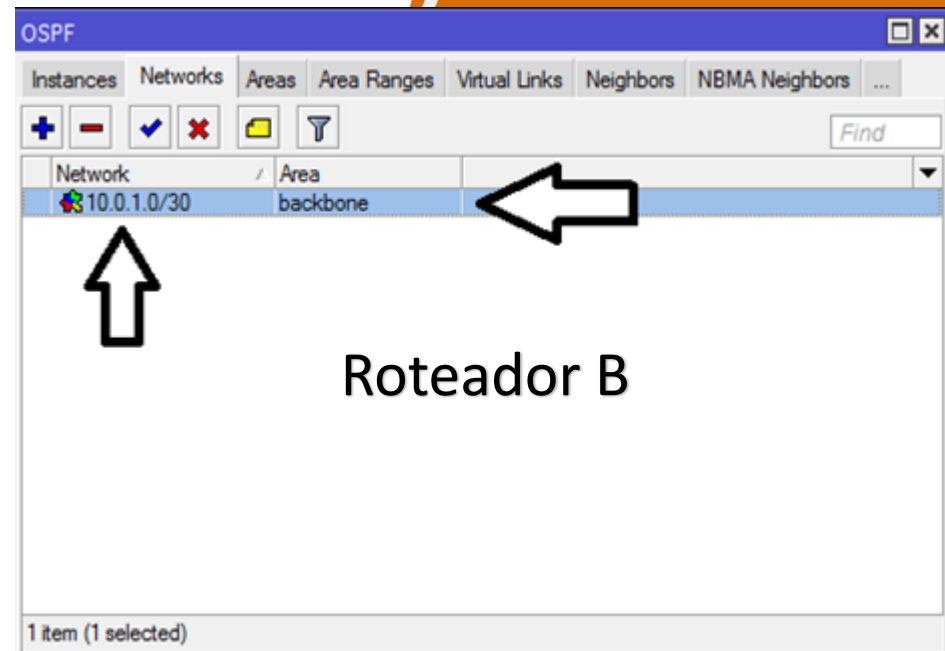 OSPF
Instances Networks Areas Area Ranges Virtual Links Neighbors NBMA Neighbors ...
Find
Network Area
10.0.1.0/30 backbone
Roteador B
1 item (1 selected)